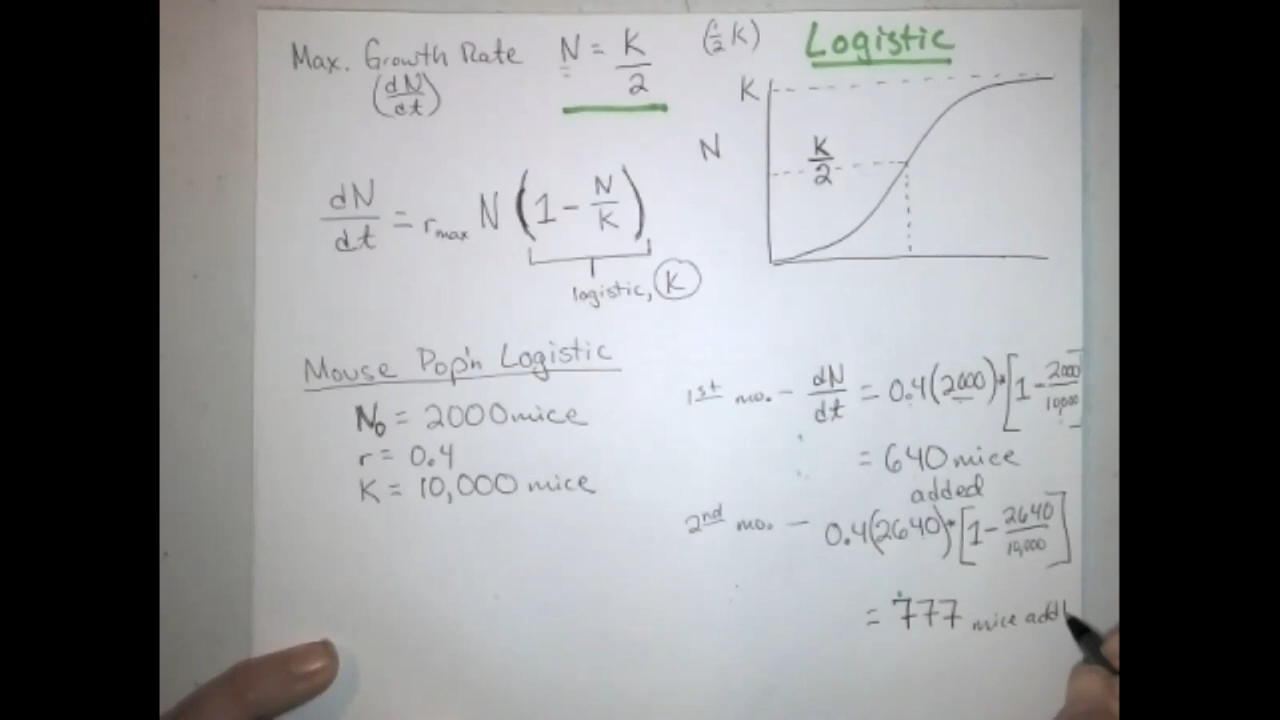 Max. Growth Rate N = K/2 (½K)
(dN/dt)
Logistic
K
N
K/2
dN/dt = rmax N (1 - N/K)
logistic, K
Mouse Pop'n Logistic
N₀ = 2000 mice
r = 0.4
K = 10,000 mice
1st mo. - dN/dt = 0.4(2000)*[1 - 2000/10,000]
= 640 mice
added
2nd mo. - 0.4(2640)*[1 - 2640/10,000]
= 777 mice add